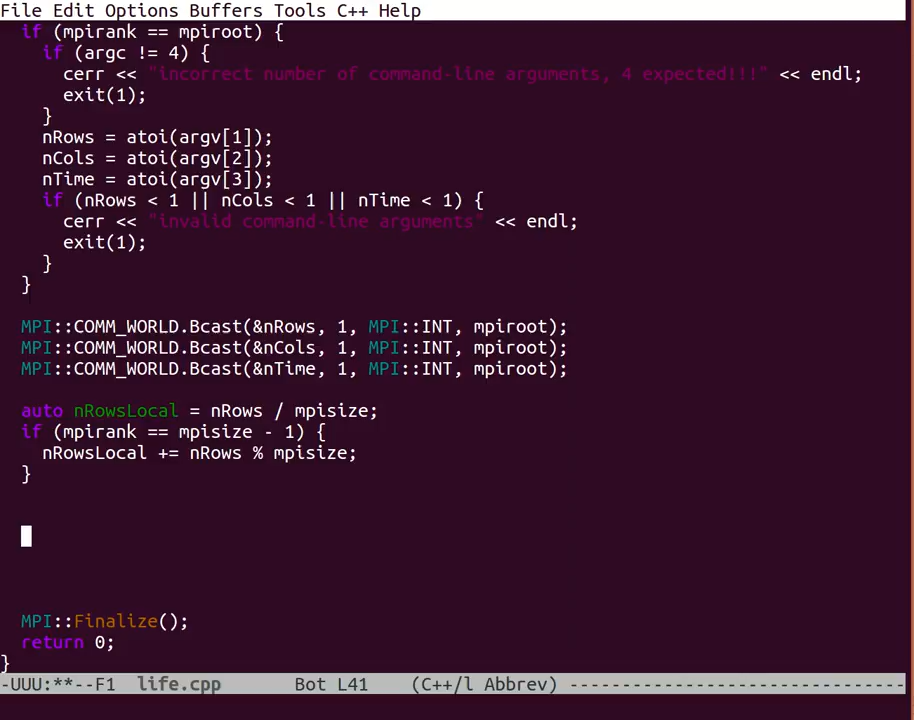 File Edit Options Buffers Tools C++ Help
  if (mpirank == mpiroot) {
    if (argc != 4) {
      cerr << "incorrect number of command-line arguments, 4 expected!!!" << endl;
      exit(1);
    }
    nRows = atoi(argv[1]);
    nCols = atoi(argv[2]);
    nTime = atoi(argv[3]);
    if (nRows < 1 || nCols < 1 || nTime < 1) {
      cerr << "invalid command-line arguments" << endl;
      exit(1);
    }
  }
  MPI::COMM_WORLD.Bcast(&nRows, 1, MPI::INT, mpiroot);
  MPI::COMM_WORLD.Bcast(&nCols, 1, MPI::INT, mpiroot);
  MPI::COMM_WORLD.Bcast(&nTime, 1, MPI::INT, mpiroot);
  auto nRowsLocal = nRows / mpisize;
  if (mpirank == mpisize - 1) {
    nRowsLocal += nRows % mpisize;
  }
  MPI::Finalize();
  return 0;
}
-UUU:**--F1  life.cpp       Bot L41    (C++/l Abbrev) --------------------------------